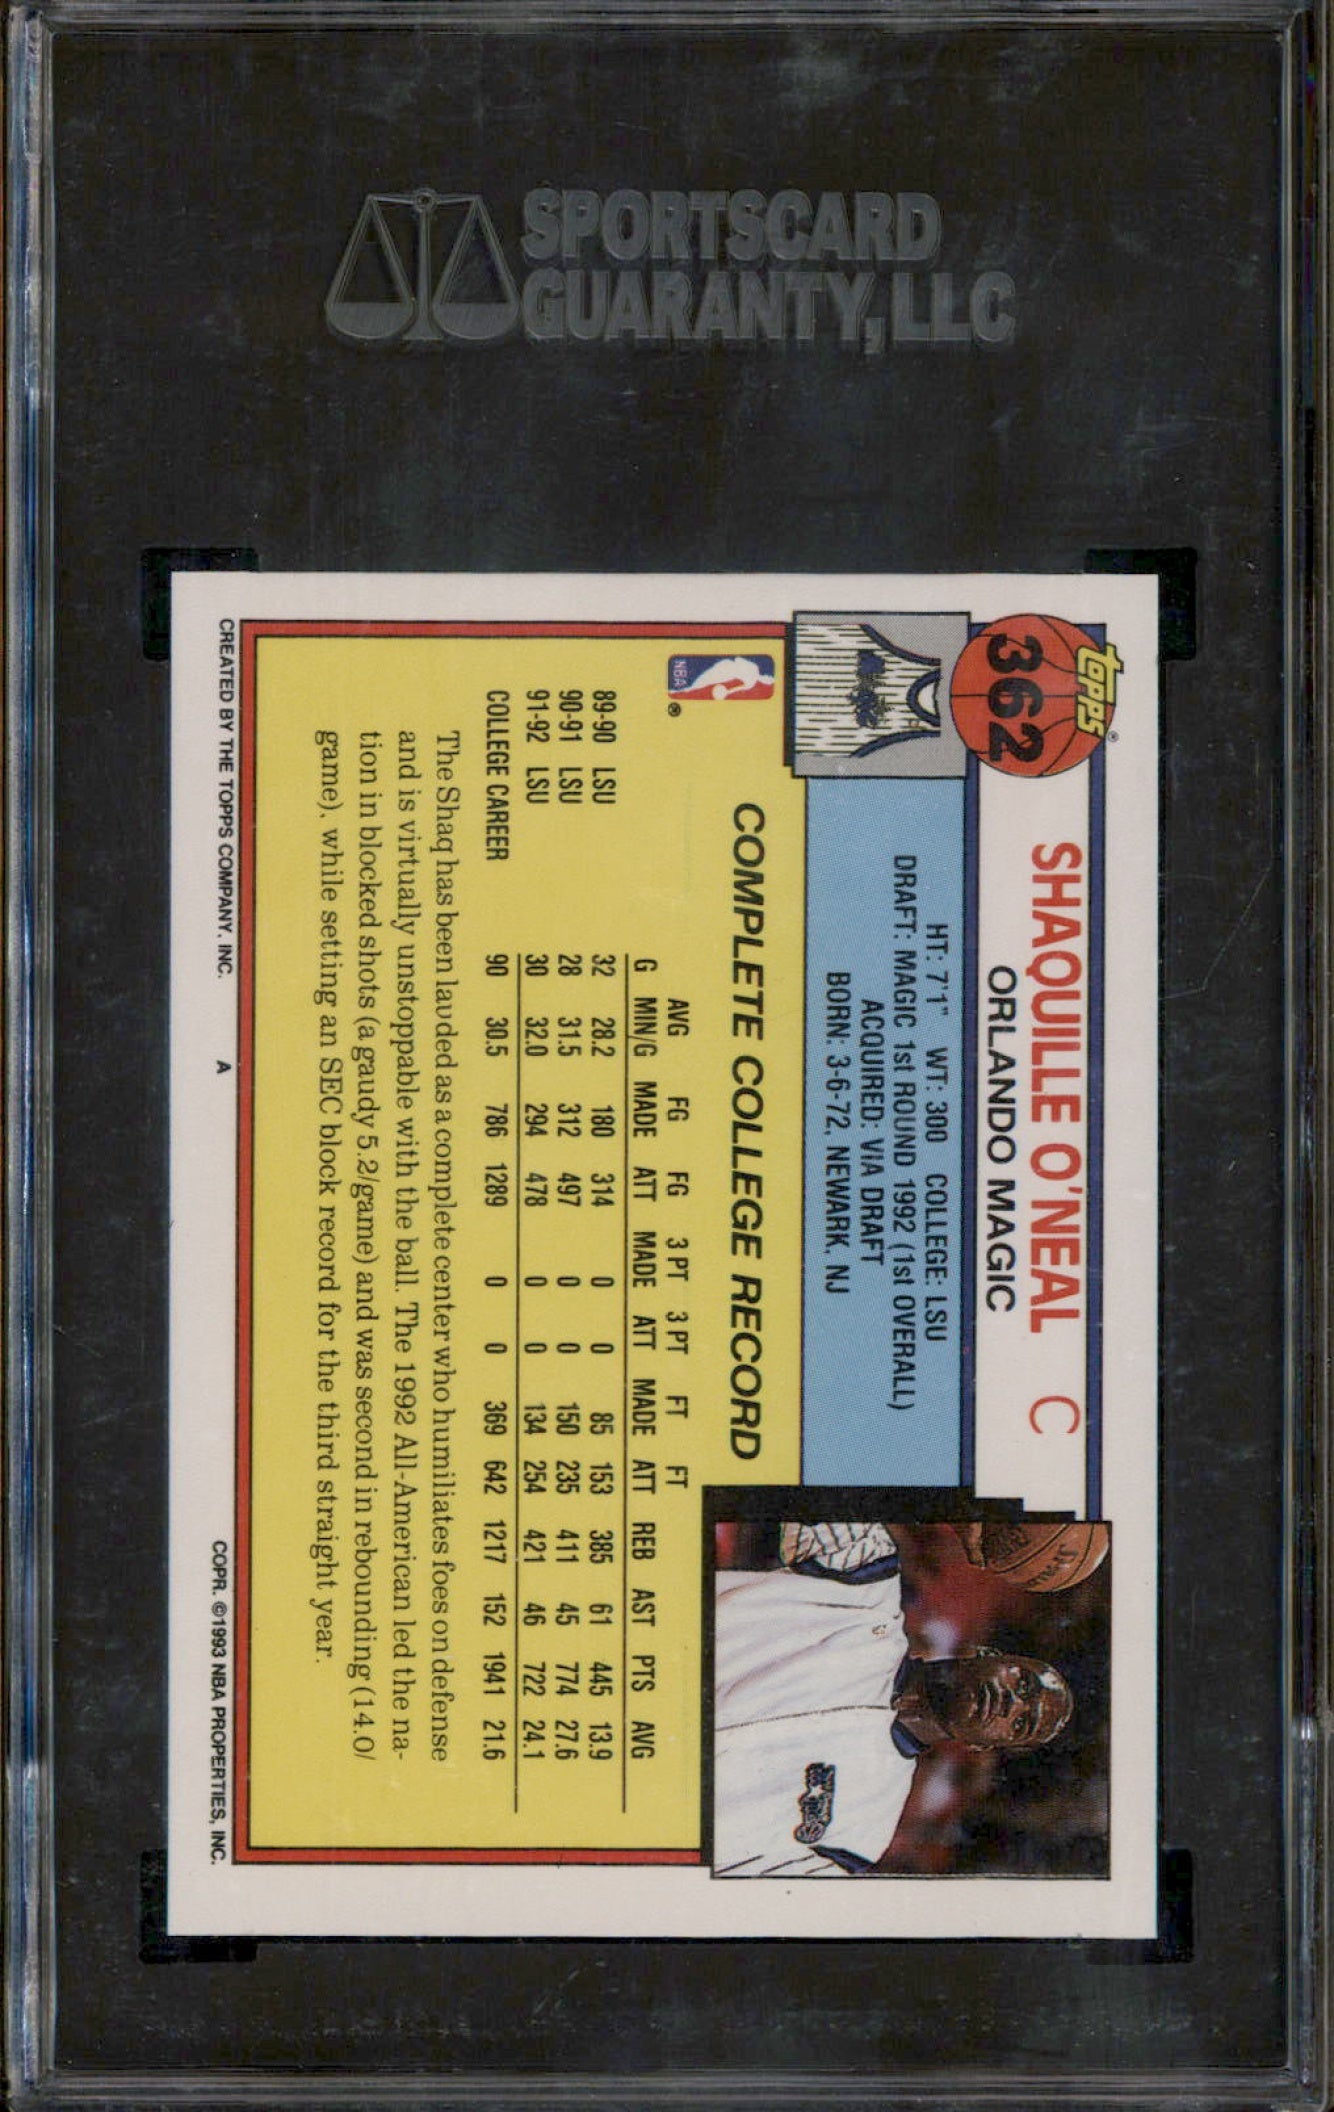 SPORTSCARD
GUARANTY, LLC
topps®
362
SHAQUILLE O'NEAL C
ORLANDO MAGIC
HT: 7'1" WT: 300 COLLEGE: LSU
DRAFT: MAGIC 1st ROUND 1992 (1st OVERALL)
ACQUIRED: VIA DRAFT
BORN: 3-6-72, NEWARK, NJ
COMPLETE COLLEGE RECORD
NBA ®
AVG FG FG 3 PT 3 PT FT FT
G MIN/G MADE ATT MADE ATT MADE ATT REB AST PTS AVG
89-90 LSU 32 28.2 180 314 0 0 85 153 385 61 445 13.9
90-91 LSU 28 31.5 312 497 0 0 150 235 411 45 774 27.6
91-92 LSU 30 32.0 294 478 0 0 134 254 421 46 722 24.1
COLLEGE CAREER 90 30.5 786 1289 0 0 369 642 1217 152 1941 21.6
The Shaq has been lauded as a complete center who humiliates foes on defense
and is virtually unstoppable with the ball. The 1992 All-American led the na-
tion in blocked shots (a gaudy 5.2/game) and was second in rebounding (14.0/
game), while setting an SEC block record for the third straight year.
CREATED BY THE TOPPS COMPANY, INC. A COPR. ©1993 NBA PROPERTIES, INC.